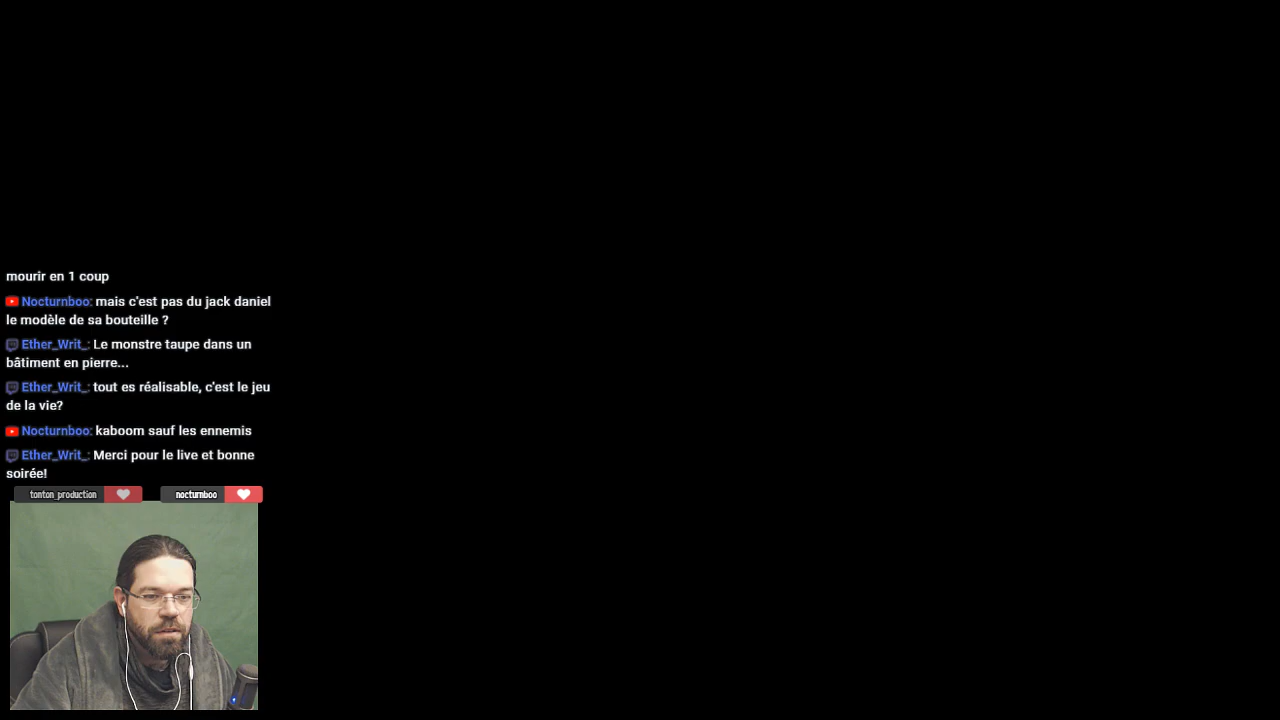 mourir en 1 coup
Nocturnboo: mais c'est pas du jack daniel
le modèle de sa bouteille ?
Ether_Writ_: Le monstre taupe dans un
bâtiment en pierre...
Ether_Writ_: tout es réalisable, c'est le jeu
de la vie?
Nocturnboo: kaboom sauf les ennemis
Ether_Writ_: Merci pour le live et bonne
soirée!
tonton_production nocturnboo